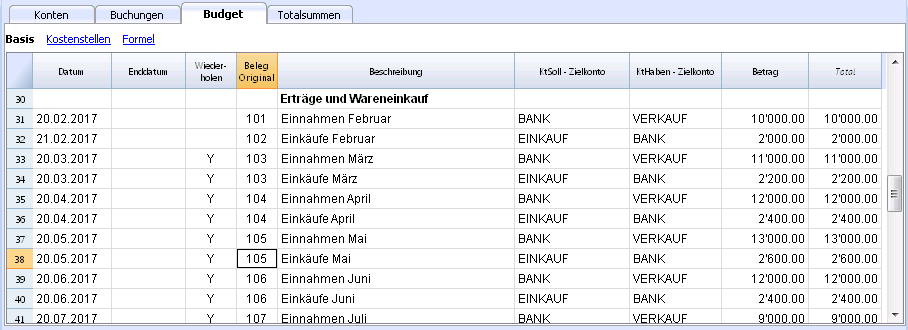 Konten Buchungen Budget Totalsummen
Basis Kostenstellen Formel
Datum Enddatum Wieder-holen Beleg Original Beschreibung KtSoll - Zielkonto KtHaben - Zielkonto Betrag Total
30 Erträge und Wareneinkauf
31 20.02.2017 101 Einnahmen Februar BANK VERKAUF 10'000.00 10'000.00
32 21.02.2017 102 Einkäufe Februar EINKAUF BANK 2'000.00 2'000.00
33 20.03.2017 Y 103 Einnahmen März BANK VERKAUF 11'000.00 11'000.00
34 20.03.2017 Y 103 Einkäufe März EINKAUF BANK 2'200.00 2'200.00
35 20.04.2017 Y 104 Einnahmen April BANK VERKAUF 12'000.00 12'000.00
36 20.04.2017 Y 104 Einkäufe April EINKAUF BANK 2'400.00 2'400.00
37 20.05.2017 Y 105 Einnahmen Mai BANK VERKAUF 13'000.00 13'000.00
38 20.05.2017 Y 105 Einkäufe Mai EINKAUF BANK 2'600.00 2'600.00
39 20.06.2017 Y 106 Einnahmen Juni BANK VERKAUF 12'000.00 12'000.00
40 20.06.2017 Y 106 Einkäufe Juni EINKAUF BANK 2'400.00 2'400.00
41 20.07.2017 Y 107 Einnahmen Juli BANK VERKAUF 9'000.00 9'000.00